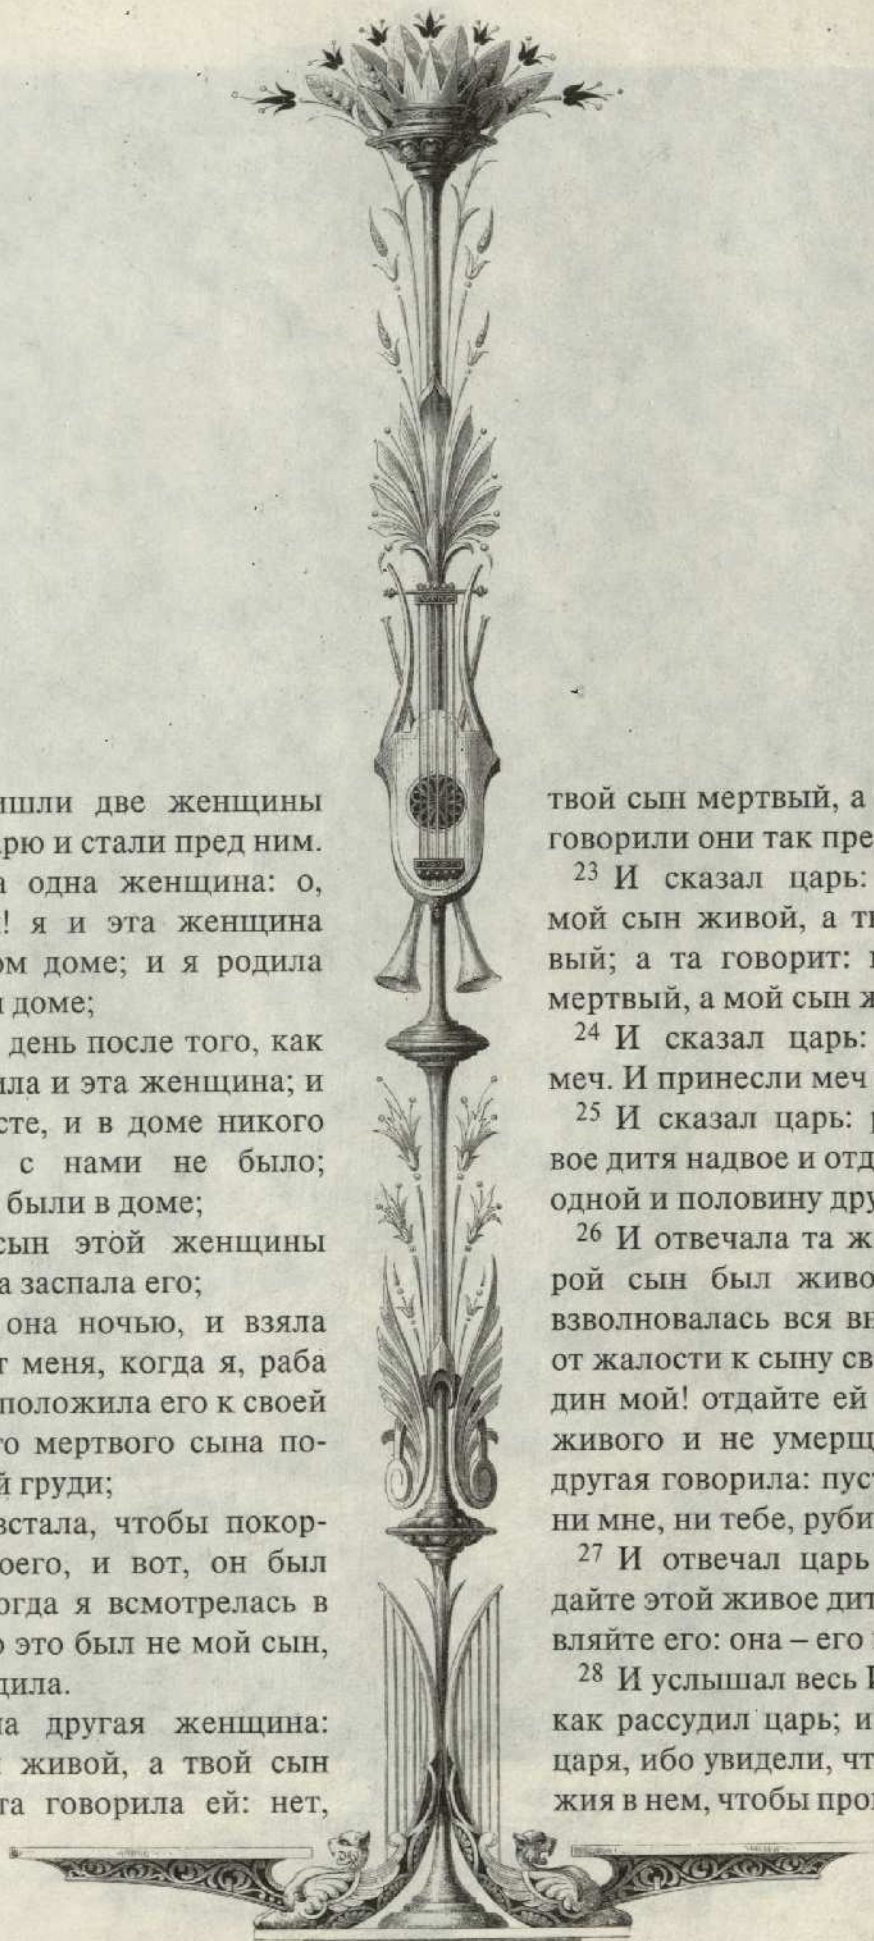 ишли две женщины
рю и стали пред ним.
а одна женщина: о,
! я и эта женщина
ом доме; и я родила
доме;
день после того, как
ила и эта женщина; и
сте, и в доме никого
с нами не было;
были в доме;
сын этой женщины
а заспала его;
она ночью, и взяла
т меня, когда я, раба
положила его к своей
го мертвого сына по-
й груди;
встала, чтобы покор-
оего, и вот, он был
огда я всмотрелась в
о это был не мой сын,
дила.
на другая женщина:
живой, а твой сын
та говорила ей: нет,
твой сын мертвый, а
говорили они так пре
23 И сказал царь:
мой сын живой, а тв
вый; а та говорит:
мертвый, а мой сын ж
24 И сказал царь:
меч. И принесли меч
25 И сказал царь: р
вое дитя надвое и отд
одной и половину дру
26 И отвечала та ж
рой сын был живо
взволновалась вся вн
от жалости к сыну св
дин мой! отдайте ей
живого и не умерщ
другая говорила: пуст
ни мне, ни тебе, руби
27 И отвечал царь
дайте этой живое дит
вляйте его: она – его
28 И услышал весь И
как рассудил царь; и
царя, ибо увидели, чт
жия в нем, чтобы про